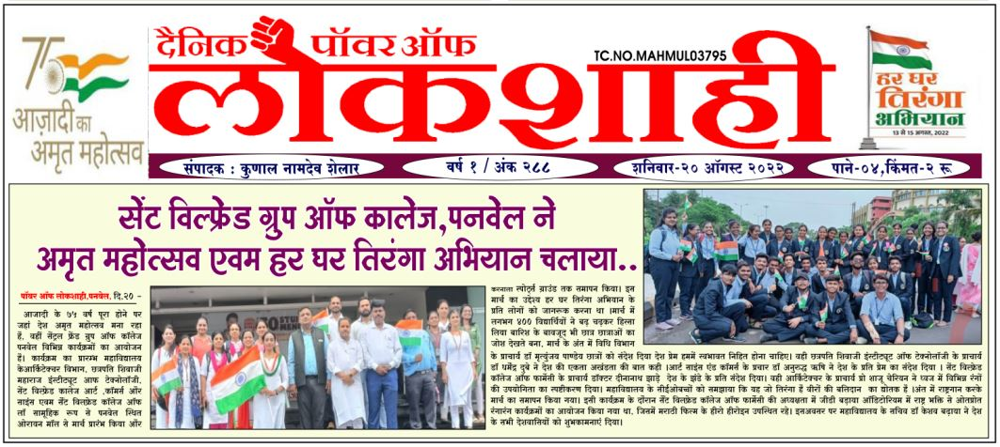 75
आज़ादी का
अमृत महोत्सव
दैनिक पॉवर ऑफ
लोकशाही
TC.NO.MAHMUL03795
हर घर
तिरंगा
अभियान
13 से 15 अगस्त, 2022
संपादक : कुणाल नामदेव शेलार
वर्ष १ / अंक २८८
शनिवार-२० ऑगस्ट २०२२
पाने-०४,किंमत-२ रू
सेंट विल्फ्रेड ग्रुप ऑफ कालेज,पनवेल ने
अमृत महोत्सव एवम हर घर तिरंगा अभियान चलाया..
पॉवर ऑफ लोकशाही,पनवेल, दि.२० -
आजादी के ७५ वर्ष पूरा होने पर
जहां देश अमृत महोत्सव मना रहा
हैं, वहीं सेंट्रल फ्रेंड ग्रुप ऑफ कॉलेज
पनवेल विभिन्न कार्यक्रमों का आयोजन
हैं। कार्यक्रम का प्रारम्भ महाविद्यालय
केआर्किटेक्चर विभाग, छत्रपति शिवाजी
महाराज इंस्टीट्यूट आफ टेक्नोलॉजी,
सेंट विल्फ्रेड कालेज आर्ट ,कॉमर्स और
साइंस एवम सेंट विल्फ्रेड कॉलेज ऑफ
लॉ सामूहिक रूप से पनवेल स्थित
ओरायन मॉल से मार्च प्रारंभ किया और
करनाला स्पोर्ट्स ग्राउंड तक समापन किया। इस
मार्च का उद्देश्य हर घर तिरंगा अभियान के
प्रति लोगों को जागरूक करना था ।मार्च में
लगभग ४०० विद्यार्थियों ने बढ़ चढ़कर हिस्सा
लिया बारिश के बावजूद भी छात्र छात्राओं का
जोश देखते बना, मार्च के अंत में विधि विभाग
के प्राचार्य डॉ मृत्युंजय पाण्डेय छात्रों को संदेश दिया देश प्रेम हममें स्वभावत निहित होना चाहिए। वही छत्रपति शिवाजी इंस्टीट्यूट ऑफ टेक्नोलॉजी के प्राचार्य
डॉ धर्मेंद्र दुबे ने देश की एकता अखंडता की बात कही ।आर्ट साइंस एंड कॉमर्स के प्रचार डॉ अनुरुद्ध ऋषि ने देश के प्रति प्रेम का संदेश दिया । सेंट विल्फ्रेड
कॉलेज ऑफ फार्मेसी के प्राचार्य डॉक्टर दीनानाथ झाड़े देश के झंडे के प्रति संदेश दिया। वही आर्किटेक्चर के प्राचार्य प्रो शाजू चेरियन ने ध्वज में विभिन्न रंगों
की उपयोगिता का स्पष्टीकरण दिया। महाविद्यालय के सीईओबच्चों को समझाया कि यह जो तिरंगा हैं वीरों की बलिदान का द्योतक हैं ।अंत में राष्ट्रगान करके
मार्च का समापन किया गया। इसी कार्यक्रम के दौरान सेंट विल्फ्रेड कॉलेज ऑफ फार्मेसी की अध्यक्षता में जीडी बड़ाया ऑडिटोरियम में राष्ट्र भक्ति से ओतप्रोत
रंगारंग कार्यक्रमों का आयोजन किया गया था, जिसमें मराठी फिल्म के हीरो हीरोइन उपस्थित रहे। इसअवसर पर महाविद्यालय के सचिव डॉ केशव बड़ाया ने देश
के सभी देशवासियों को शुभकामनाएं दिया।